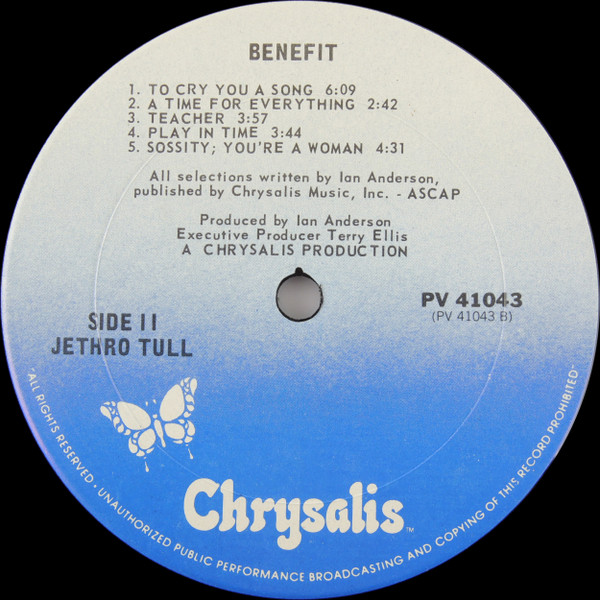 BENEFIT
1. TO CRY YOU A SONG 6:09
2. A TIME FOR EVERYTHING 2:42
3. TEACHER 3:57
4. PLAY IN TIME 3:44
5. SOSSITY; YOU'RE A WOMAN 4:31
All selections written by Ian Anderson,
published by Chrysalis Music, Inc. - ASCAP
Produced by Ian Anderson
Executive Producer Terry Ellis
A CHRYSALIS PRODUCTION
PV 41043
(PV 41043 B)
SIDE II
JETHRO TULL
Chrysalis™
"ALL RIGHTS RESERVED. UNAUTHORIZED PUBLIC PERFORMANCE BROADCASTING AND COPYING OF THIS RECORD PROHIBITED"